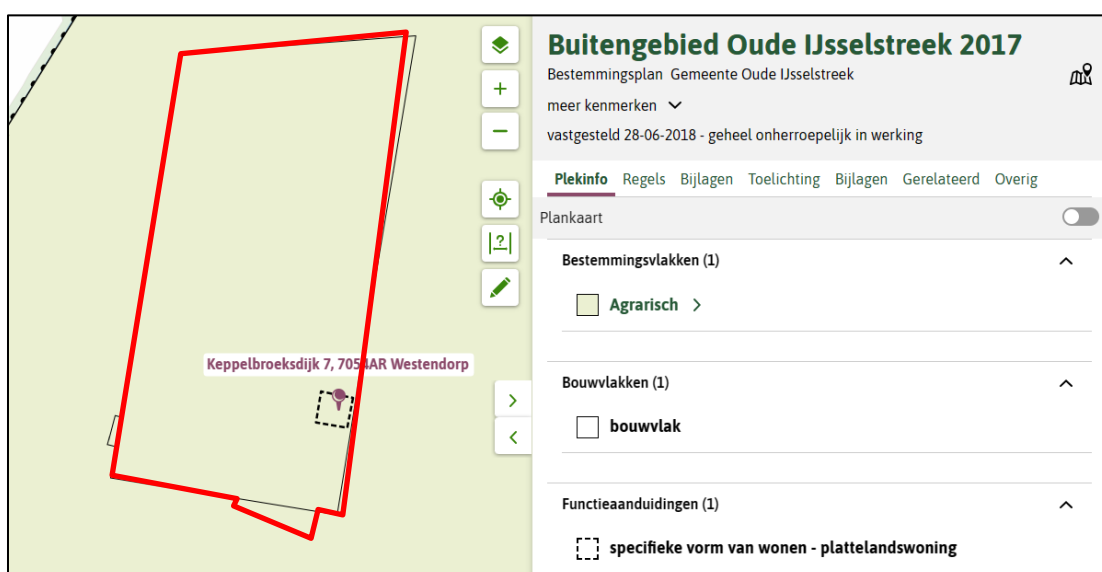 Keppelbroeksdijk 7, 7054AR Westendorp
+
−
|?|
Buitengebied Oude IJsselstreek 2017
Bestemmingsplan Gemeente Oude IJsselstreek
meer kenmerken
vastgesteld 28-06-2018 - geheel onherroepelijk in werking
Plekinfo Regels Bijlagen Toelichting Bijlagen Gerelateerd Overig
Plankaart
Bestemmingsvlakken (1)
Agrarisch
Bouwvlakken (1)
bouwvlak
Functieaanduidingen (1)
specifieke vorm van wonen - plattelandswoning